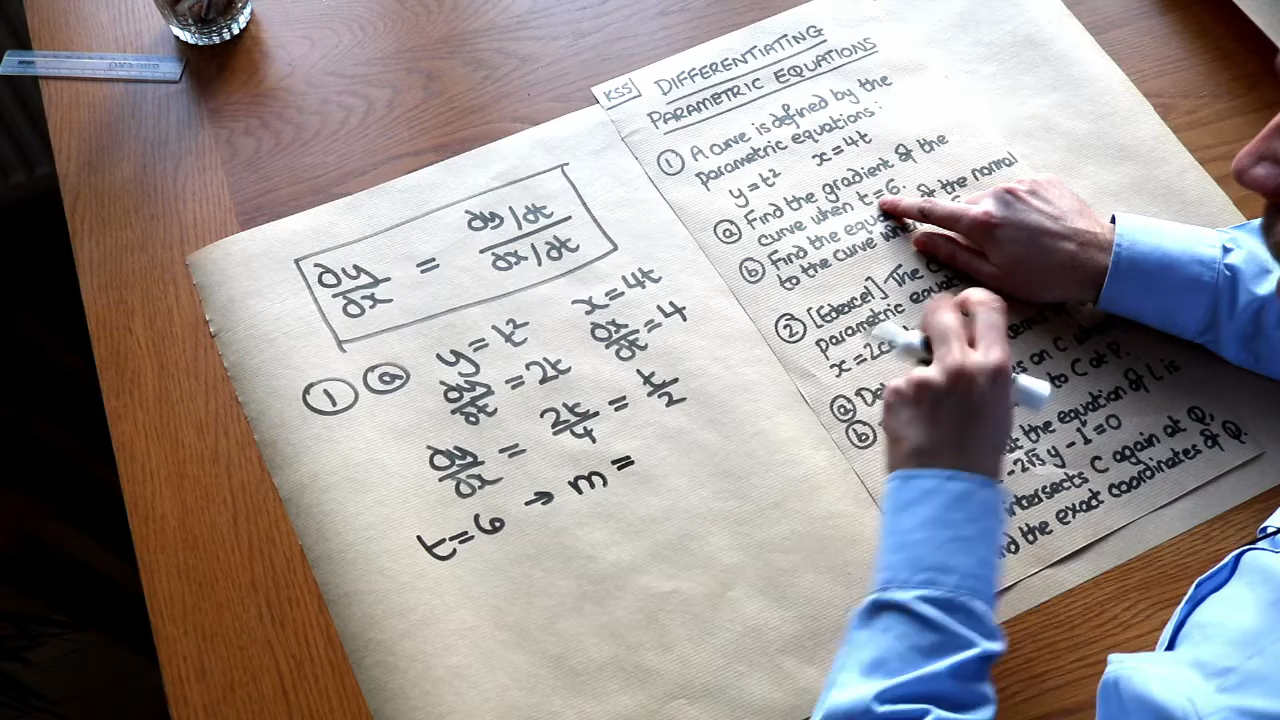 dy/dx = dy/dt / dx/dt
① ⓐ y = t² x = 4t
dy/dt = 2t dx/dt = 4
dy/dx = 2t/4 = t/2
t=6 → m =
KS5 DIFFERENTIATING
PARAMETRIC EQUATIONS
① A curve is defined by the
parametric equations:
y = t² x = 4t
ⓐ Find the gradient of the
curve when t=6.
ⓑ Find the of the normal
to the curve
② [Edexcel] The
parametric
x =
ⓐ on C
ⓑ to C at P.
the equation of L is
-2√3 y -1 = 0
intersects C again at Q,
the exact coordinates of Q.